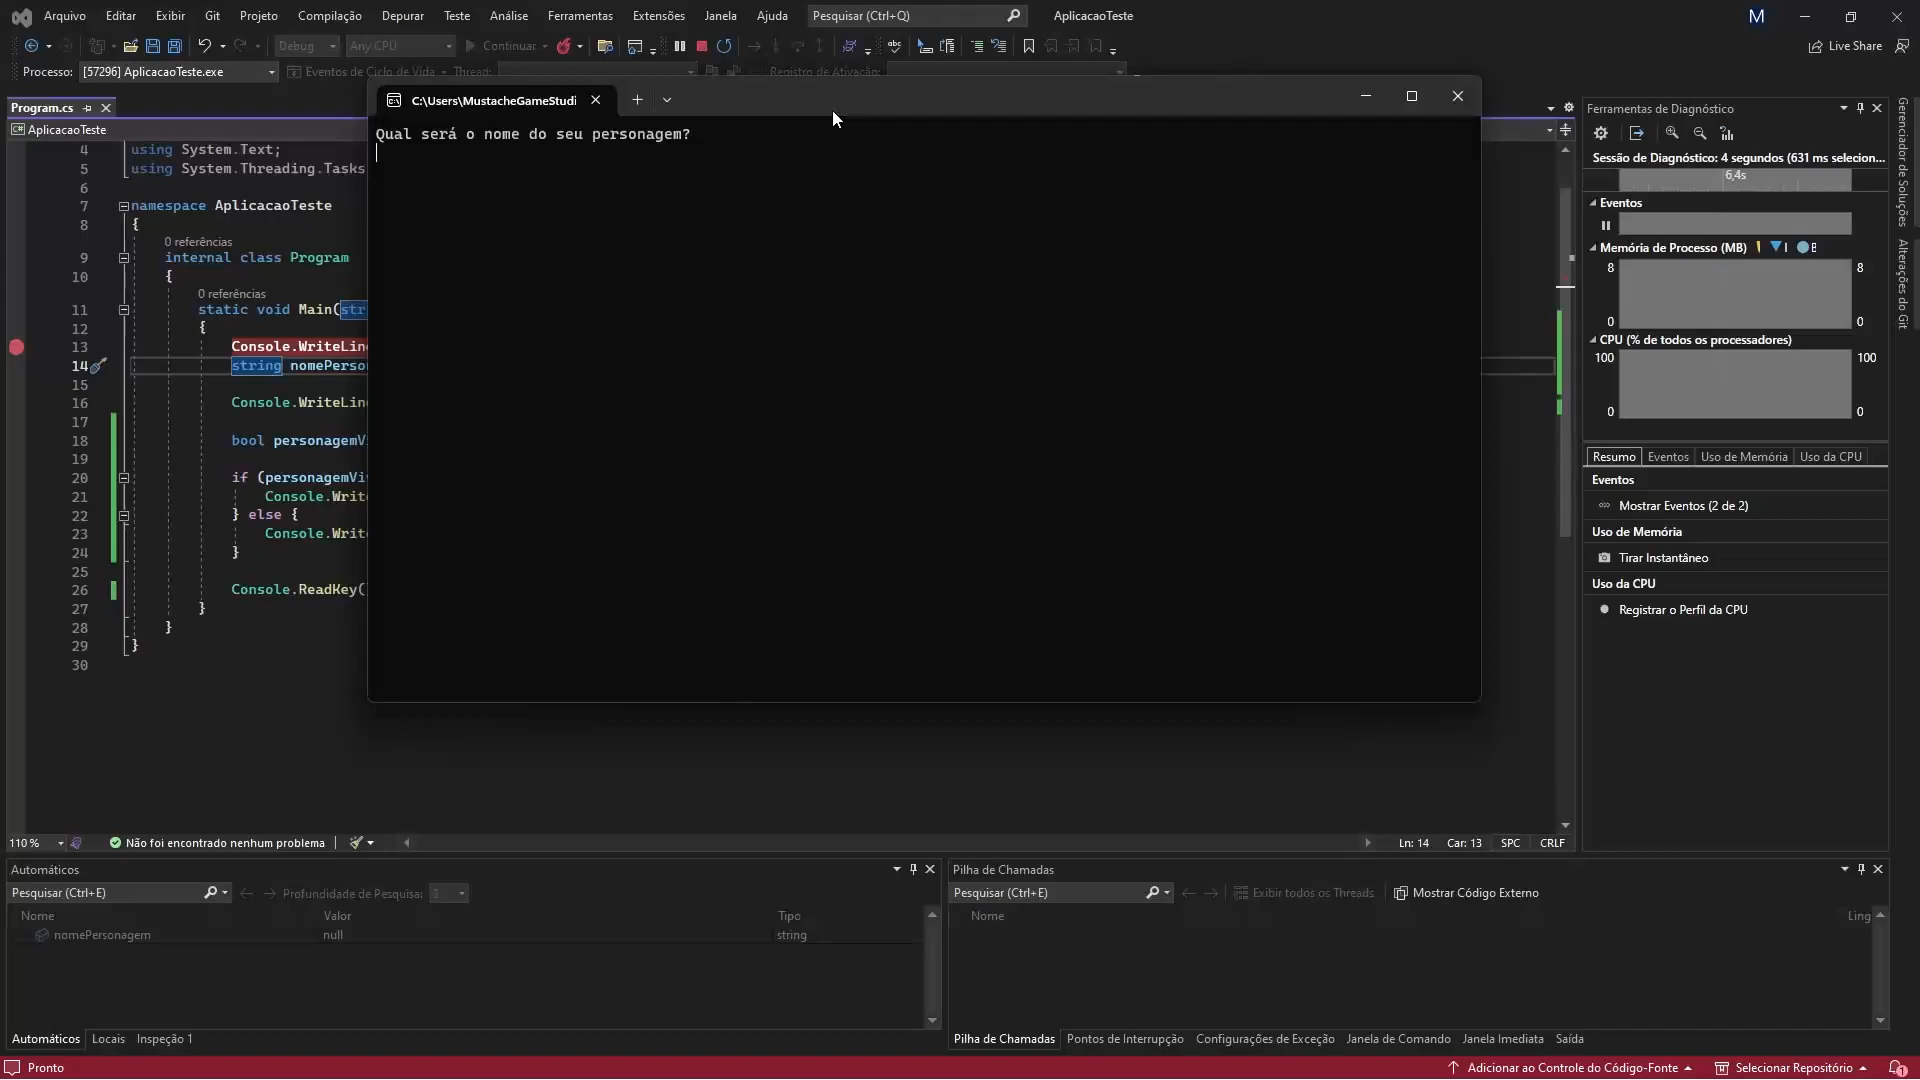 Arquivo Editar Exibir Git Projeto Compilação Depurar Teste Análise Ferramentas Extensões Janela Ajuda Pesquisar (Ctrl+Q) AplicacaoTeste M
Debug Any CPU Continuar Live Share
Processo: [57296] AplicacaoTeste.exe Eventos de Ciclo de Vida Thread: Registro de Ativação:
Program.cs
AplicacaoTeste
C:\Users\MustacheGameStudi
Qual será o nome do seu personagem?
4 using System.Text;
5 using System.Threading.Tasks
6
7 namespace AplicacaoTeste
8 {
0 referências
9 internal class Program
10 {
0 referências
11 static void Main(str
12 {
13 Console.WriteLin
14 string nomePerso
15
16 Console.WriteLin
17
18 bool personagemVi
19
20 if (personagemViv
21 Console.Write
22 } else {
23 Console.Write
24 }
25
26 Console.ReadKey(
27 }
28 }
29 }
30
110 % Não foi encontrado nenhum problema Ln: 14 Car: 13 SPC CRLF
Ferramentas de Diagnóstico
Sessão de Diagnóstico: 4 segundos (631 ms selecion...
6,4s
Eventos
Memória de Processo (MB)
8 8
0 0
CPU (% de todos os processadores)
100 100
0 0
Resumo Eventos Uso de Memória Uso da CPU
Eventos
Mostrar Eventos (2 de 2)
Uso de Memória
Tirar Instantâneo
Uso da CPU
Registrar o Perfil da CPU
Gerenciador de Soluções
Alterações do Git
Automáticos
Pesquisar (Ctrl+E) Profundidade de Pesquisa:
Nome Valor Tipo
nomePersonagem null string
Automáticos Locais Inspeção 1
Pilha de Chamadas
Pesquisar (Ctrl+E) Exibir todos os Threads Mostrar Código Externo
Nome Ling
Pilha de Chamadas Pontos de Interrupção Configurações de Exceção Janela de Comando Janela Imediata Saída
Pronto Adicionar ao Controle do Código-Fonte Selecionar Repositório 1